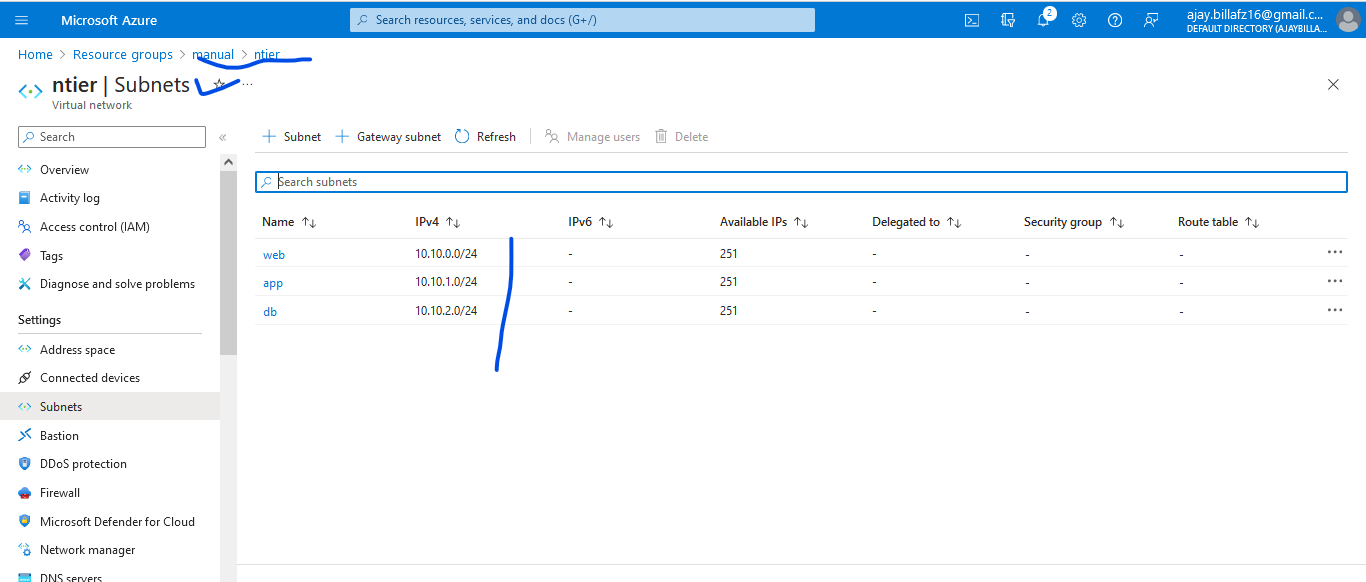 Microsoft Azure
Search resources, services, and docs (G+/)
2
ajay.billafz16@gmail.c...
DEFAULT DIRECTORY (AJAYBILLA...
Home > Resource groups > manual > ntier
ntier | Subnets ...
Virtual network
Search «
+ Subnet + Gateway subnet Refresh Manage users Delete
Search subnets
Name IPv4 IPv6 Available IPs Delegated to Security group Route table
web 10.10.0.0/24 - 251 - - - ...
app 10.10.1.0/24 - 251 - - - ...
db 10.10.2.0/24 - 251 - - - ...
Overview
Activity log
Access control (IAM)
Tags
Diagnose and solve problems
Settings
Address space
Connected devices
Subnets
Bastion
DDoS protection
Firewall
Microsoft Defender for Cloud
Network manager
DNS servers